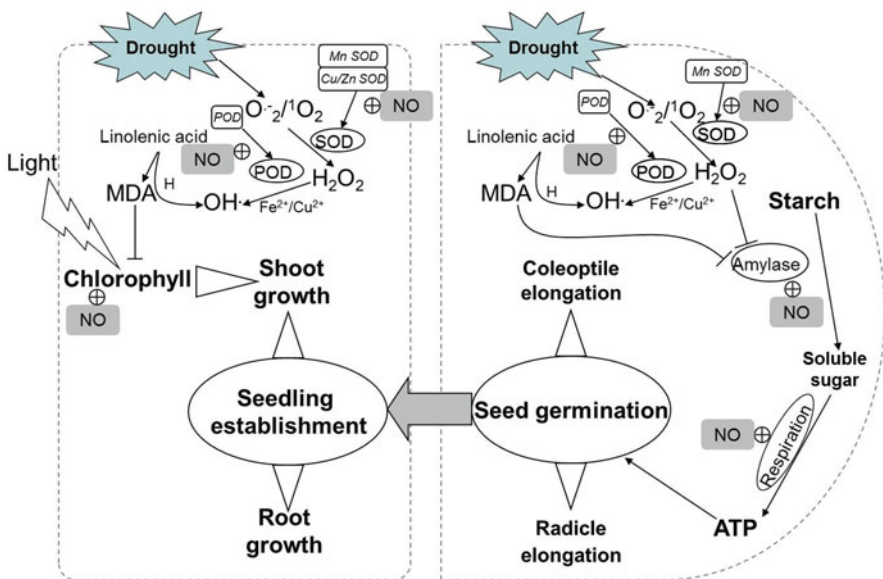 Drought
Mn SOD
Cu/Zn SOD
NO
O·-2/1O2
POD
SOD
Linolenic acid
NO
POD
Light
MDA
H
OH·
H2O2
Fe2+/Cu2+
Chlorophyll
NO
Shoot
growth
Seedling
establishment
Root
growth
Drought
Mn SOD
NO
O·-2/1O2
POD
SOD
Linolenic acid
NO
POD
MDA
H
OH·
H2O2
Fe2+/Cu2+
Starch
Amylase
NO
Coleoptile
elongation
Soluble
sugar
Seed germination
NO
Respiration
ATP
Radicle
elongation